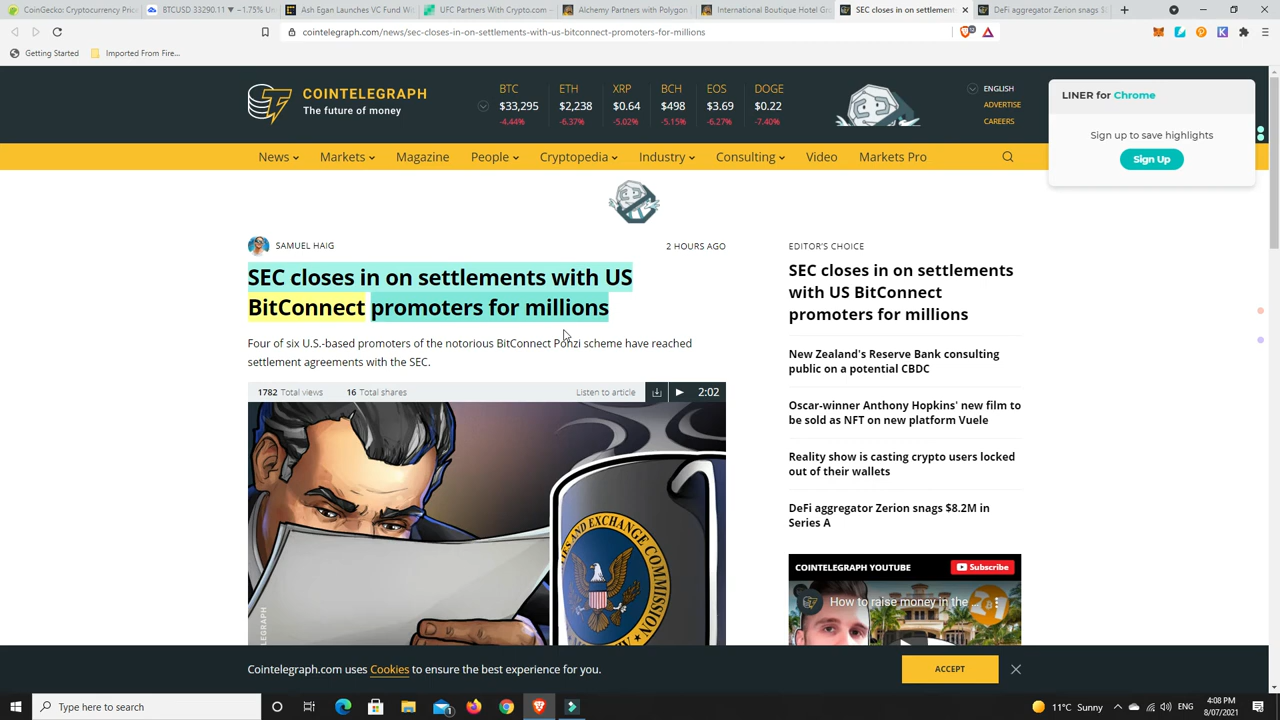 CoinGecko: Cryptocurrency Pric
BTCUSD 33290.11 ▼ −1.75% Un
Ash Egan Launches VC Fund Wi
UFC Partners With Crypto.com –
Alchemy Partners with Polygon
International Boutique Hotel Gi
SEC closes in on settlement
DeFi aggregator Zerion snags $
cointelegraph.com/news/sec-closes-in-on-settlements-with-us-bitconnect-promoters-for-millions
Getting Started
Imported From Fire...
COINTELEGRAPH
The future of money
BTC ETH XRP BCH EOS DOGE
$33,295 $2,238 $0.64 $498 $3.69 $0.22
-4.44% -6.37% -5.02% -5.15% -6.27% -7.40%
ENGLISH
ADVERTISE
CAREERS
LINER for Chrome
Sign up to save highlights
Sign Up
News Markets Magazine People Cryptopedia Industry Consulting Video Markets Pro
SAMUEL HAIG
2 HOURS AGO
SEC closes in on settlements with US
BitConnect promoters for millions
Four of six U.S.-based promoters of the notorious BitConnect Ponzi scheme have reached
settlement agreements with the SEC.
1782 Total views 16 Total shares Listen to article 2:02
EDITOR'S CHOICE
SEC closes in on settlements
with US BitConnect
promoters for millions
New Zealand's Reserve Bank consulting
public on a potential CBDC
Oscar-winner Anthony Hopkins' new film to
be sold as NFT on new platform Vuele
Reality show is casting crypto users locked
out of their wallets
DeFi aggregator Zerion snags $8.2M in
Series A
COINTELEGRAPH YOUTUBE
Subscribe
How to raise money in the ...
Cointelegraph.com uses Cookies to ensure the best experience for you.
ACCEPT
Type here to search
11°C Sunny
ENG
4:08 PM
8/07/2021